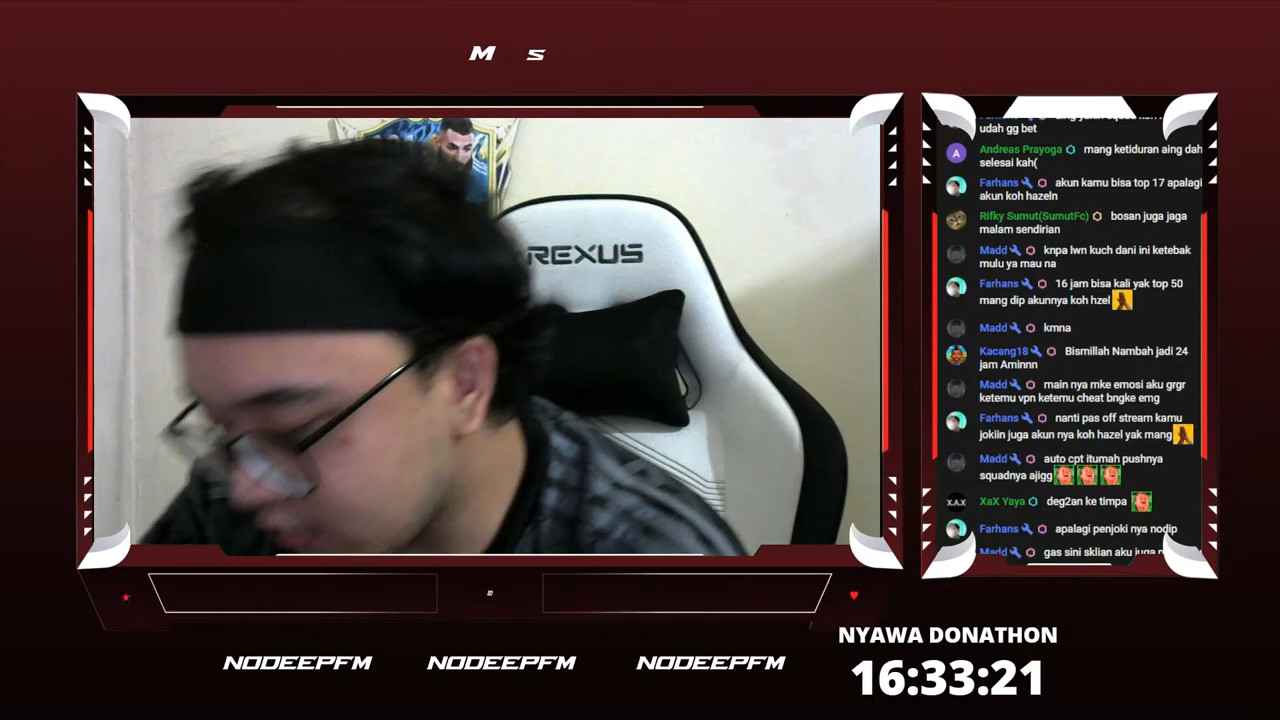 M S
REXUS
udah gg bet
Andreas Prayoga mang ketiduran aing dah
selesai kah(
Farhans akun kamu bisa top 17 apalagi
akun koh hazeln
Rifky Sumut(SumutFc) bosan juga jaga
malam sendirian
Madd knpa lwn kuch dani ini ketebak
mulu ya mau na
Farhans 16 jam bisa kali yak top 50
mang dip akunnya koh hzel
Madd kmna
Kacang18 Bismillah Nambah jadi 24
jam Aminnn
Madd main nya mke emosi aku grgr
ketemu vpn ketemu cheat bngke emg
Farhans nanti pas off stream kamu
jokiin juga akun nya koh hazel yak mang
Madd auto cpt itumah pushnya
squadnya ajigg
XaX Yaya deg2an ke timpa
Farhans apalagi penjoki nya nodip
Madd gas sini sklian aku juga
NODEEPFM NODEEPFM NODEEPFM
NYAWA DONATHON
16:33:21